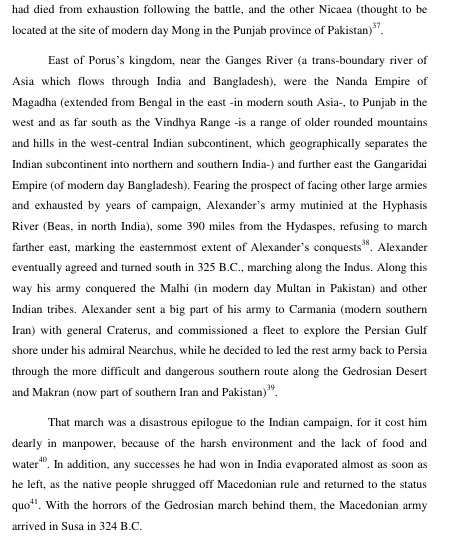 had died from exhaustion following the battle, and the other Nicaea (thought to be
located at the site of modern day Mong in the Punjab province of Pakistan)37.
East of Porus's kingdom, near the Ganges River (a trans-boundary river of
Asia which flows through India and Bangladesh), were the Nanda Empire of
Magadha (extended from Bengal in the east -in modern south Asia-, to Punjab in the
west and as far south as the Vindhya Range -is a range of older rounded mountains
and hills in the west-central Indian subcontinent, which geographically separates the
Indian subcontinent into northern and southern India-) and further east the Gangaridai
Empire (of modern day Bangladesh). Fearing the prospect of facing other large armies
and exhausted by years of campaign, Alexander's army mutinied at the Hyphasis
River (Beas, in north India), some 390 miles from the Hydaspes, refusing to march
farther east, marking the easternmost extent of Alexander's conquests38. Alexander
eventually agreed and turned south in 325 B.C., marching along the Indus. Along this
way his army conquered the Malhi (in modern day Multan in Pakistan) and other
Indian tribes. Alexander sent a big part of his army to Carmania (modern southern
Iran) with general Craterus, and commissioned a fleet to explore the Persian Gulf
shore under his admiral Nearchus, while he decided to led the rest army back to Persia
through the more difficult and dangerous southern route along the Gedrosian Desert
and Makran (now part of southern Iran and Pakistan)39.
That march was a disastrous epilogue to the Indian campaign, for it cost him
dearly in manpower, because of the harsh environment and the lack of food and
water40. In addition, any successes he had won in India evaporated almost as soon as
he left, as the native people shrugged off Macedonian rule and returned to the status
quo41. With the horrors of the Gedrosian march behind them, the Macedonian army
arrived in Susa in 324 B.C.